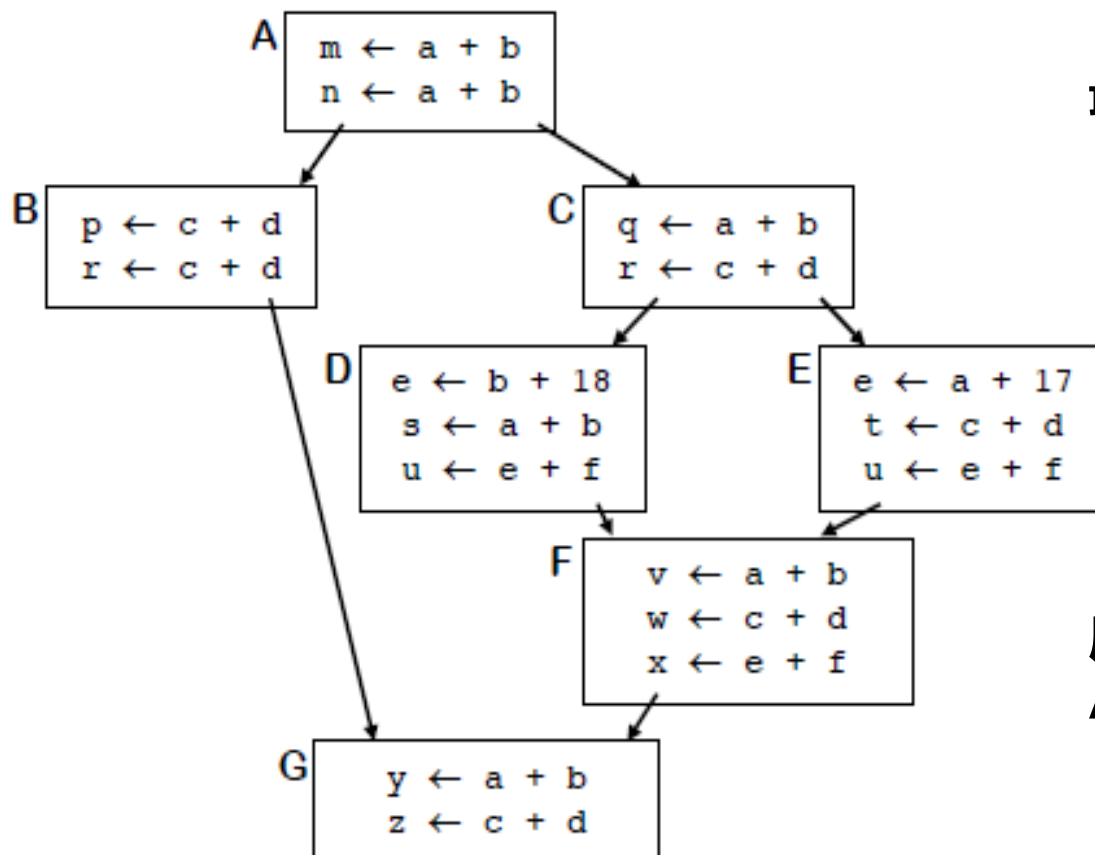 A
m ← a + b
n ← a + b
B
p ← c + d
r ← c + d
C
q ← a + b
r ← c + d
D
e ← b + 18
s ← a + b
u ← e + f
E
e ← a + 17
t ← c + d
u ← e + f
F
v ← a + b
w ← c + d
x ← e + f
G
y ← a + b
z ← c + d